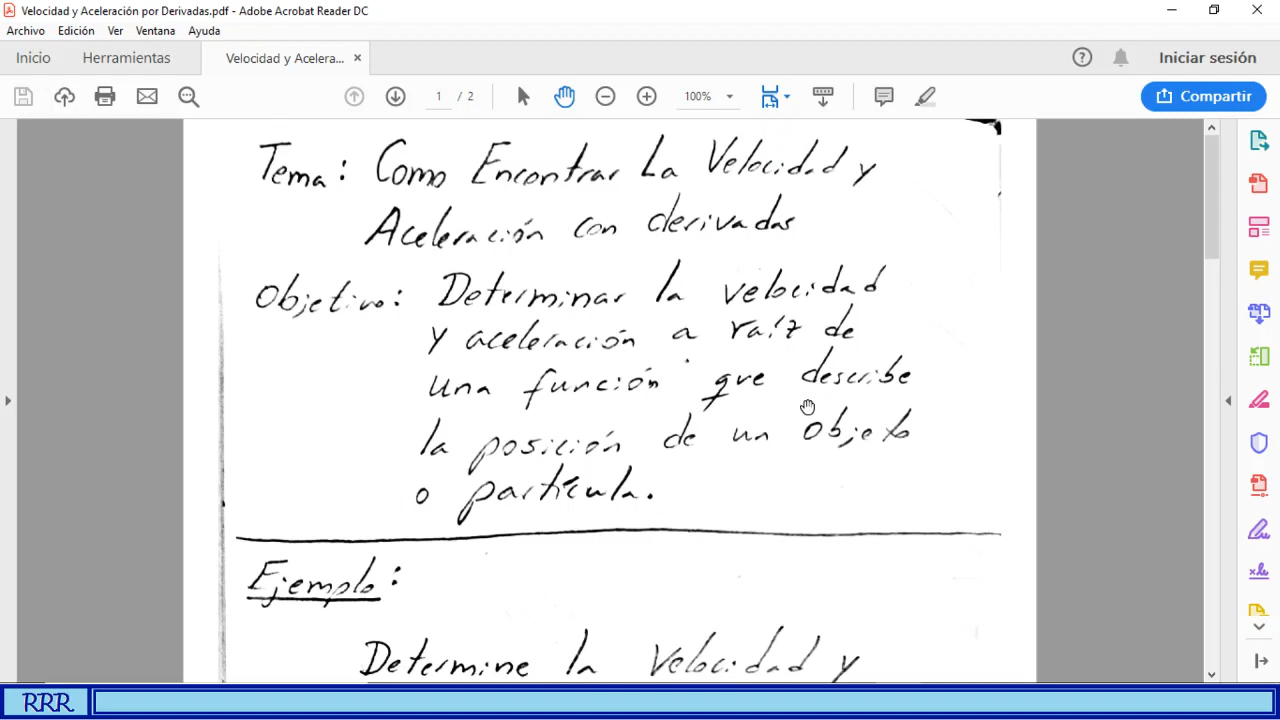 Velocidad y Aceleración por Derivadas.pdf - Adobe Acrobat Reader DC
Archivo Edición Ver Ventana Ayuda
Inicio Herramientas Velocidad y Acelera... × Iniciar sesión
1 / 2 100% Compartir
Tema: Como Encontrar La Velocidad y
Aceleración con derivadas
Objetivo: Determinar la velocidad
y aceleración a raíz de
una función que describe
la posición de un objeto
o partícula.
Ejemplo:
Determine la Velocidad y
RRR